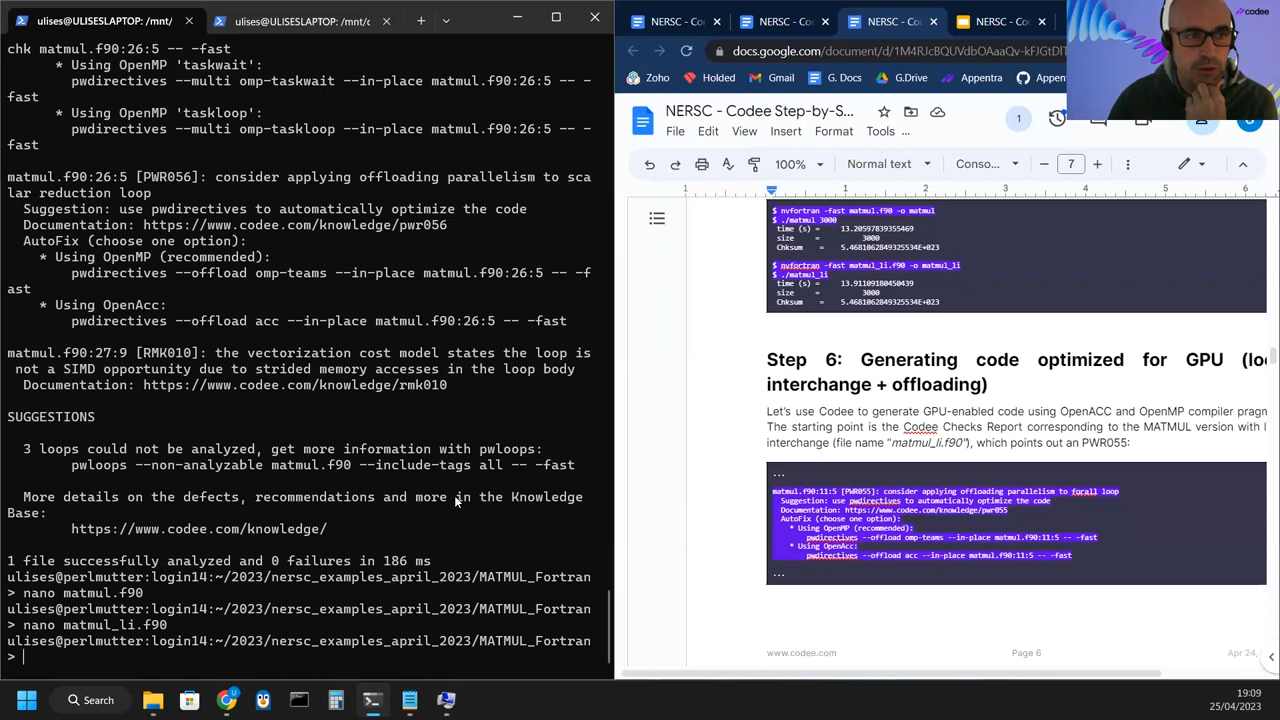 ulises@ULISESLAPTOP: /mnt/
ulises@ULISESLAPTOP: /mnt/c
chk matmul.f90:26:5 -- -fast
* Using OpenMP 'taskwait':
pwdirectives --multi omp-taskwait --in-place matmul.f90:26:5 -- -
fast
* Using OpenMP 'taskloop':
pwdirectives --multi omp-taskloop --in-place matmul.f90:26:5 -- -
fast
matmul.f90:26:5 [PWR056]: consider applying offloading parallelism to sca
lar reduction loop
Suggestion: use pwdirectives to automatically optimize the code
Documentation: https://www.codee.com/knowledge/pwr056
AutoFix (choose one option):
* Using OpenMP (recommended):
pwdirectives --offload omp-teams --in-place matmul.f90:26:5 -- -f
ast
* Using OpenAcc:
pwdirectives --offload acc --in-place matmul.f90:26:5 -- -fast
matmul.f90:27:9 [RMK010]: the vectorization cost model states the loop is
not a SIMD opportunity due to strided memory accesses in the loop body
Documentation: https://www.codee.com/knowledge/rmk010
SUGGESTIONS
3 loops could not be analyzed, get more information with pwloops:
pwloops --non-analyzable matmul.f90 --include-tags all -- -fast
More details on the defects, recommendations and more in the Knowledge
Base:
https://www.codee.com/knowledge/
1 file successfully analyzed and 0 failures in 186 ms
ulises@perlmutter:login14:~/2023/nersc_examples_april_2023/MATMUL_Fortran
> nano matmul.f90
ulises@perlmutter:login14:~/2023/nersc_examples_april_2023/MATMUL_Fortran
> nano matmul_li.f90
ulises@perlmutter:login14:~/2023/nersc_examples_april_2023/MATMUL_Fortran
>
NERSC - Co
NERSC - Co
NERSC - Co
NERSC - Co
codee
docs.google.com/document/d/1M4RJcBQUVdbOAaaQv-kFJGtDlT
Zoho
Holded
Gmail
G. Docs
G.Drive
Appentra
Appent
NERSC - Codee Step-by-S...
1
File Edit View Insert Format Tools ...
100% Normal text Conso... 7
1 1 2 3 4 5 6
$ nvfortran -fast matmul.f90 -o matmul
$ ./matmul 3000
time (s) = 13.20597839355469
size = 3000
Chksum = 5.4681062849325534E+023
$ nvfortran -fast matmul_li.f90 -o matmul_li
$ ./matmul_li
time (s) = 13.91109180450439
size = 3000
Chksum = 5.4681062849325534E+023
Step 6: Generating code optimized for GPU (loo
interchange + offloading)
Let's use Codee to generate GPU-enabled code using OpenACC and OpenMP compiler pragn
The starting point is the Codee Checks Report corresponding to the MATMUL version with l
interchange (file name "matmul_li.f90"), which points out an PWR055:
...
matmul.f90:11:5 [PWR055]: consider applying offloading parallelism to forall loop
Suggestion: use pwdirectives to automatically optimize the code
Documentation: https://www.codee.com/knowledge/pwr055
AutoFix (choose one option):
* Using OpenMP (recommended):
pwdirectives --offload omp-teams --in-place matmul.f90:11:5 -- -fast
* Using OpenAcc:
pwdirectives --offload acc --in-place matmul.f90:11:5 -- -fast
...
www.codee.com
Page 6
Apr 24,
Search
19:09
25/04/2023